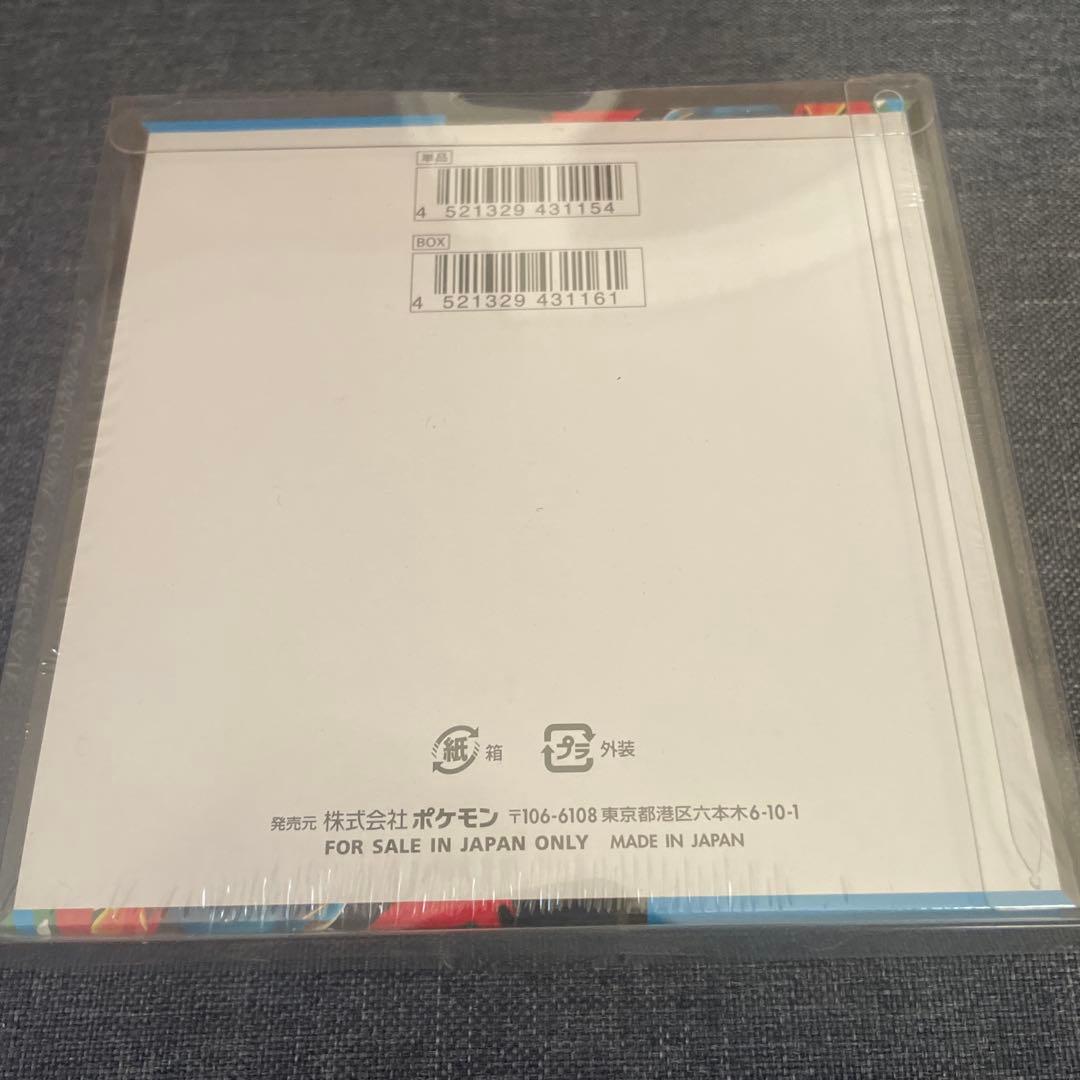 単品
4 521329 431154
BOX
4 521329 431161
紙 箱 プラ 外装
発売元 株式会社 ポケモン 〒106-6108 東京都港区六本木6-10-1
FOR SALE IN JAPAN ONLY MADE IN JAPAN